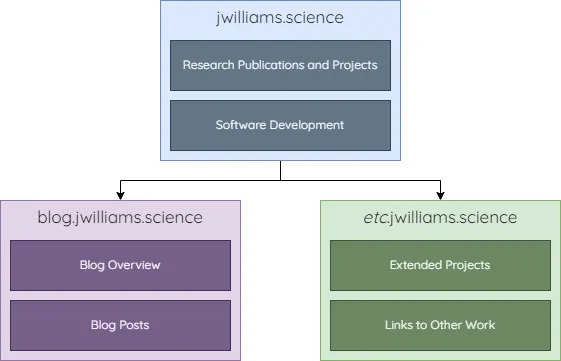 jwilliams.science
Research Publications and Projects
Software Development
blog.jwilliams.science
Blog Overview
Blog Posts
etc.jwilliams.science
Extended Projects
Links to Other Work